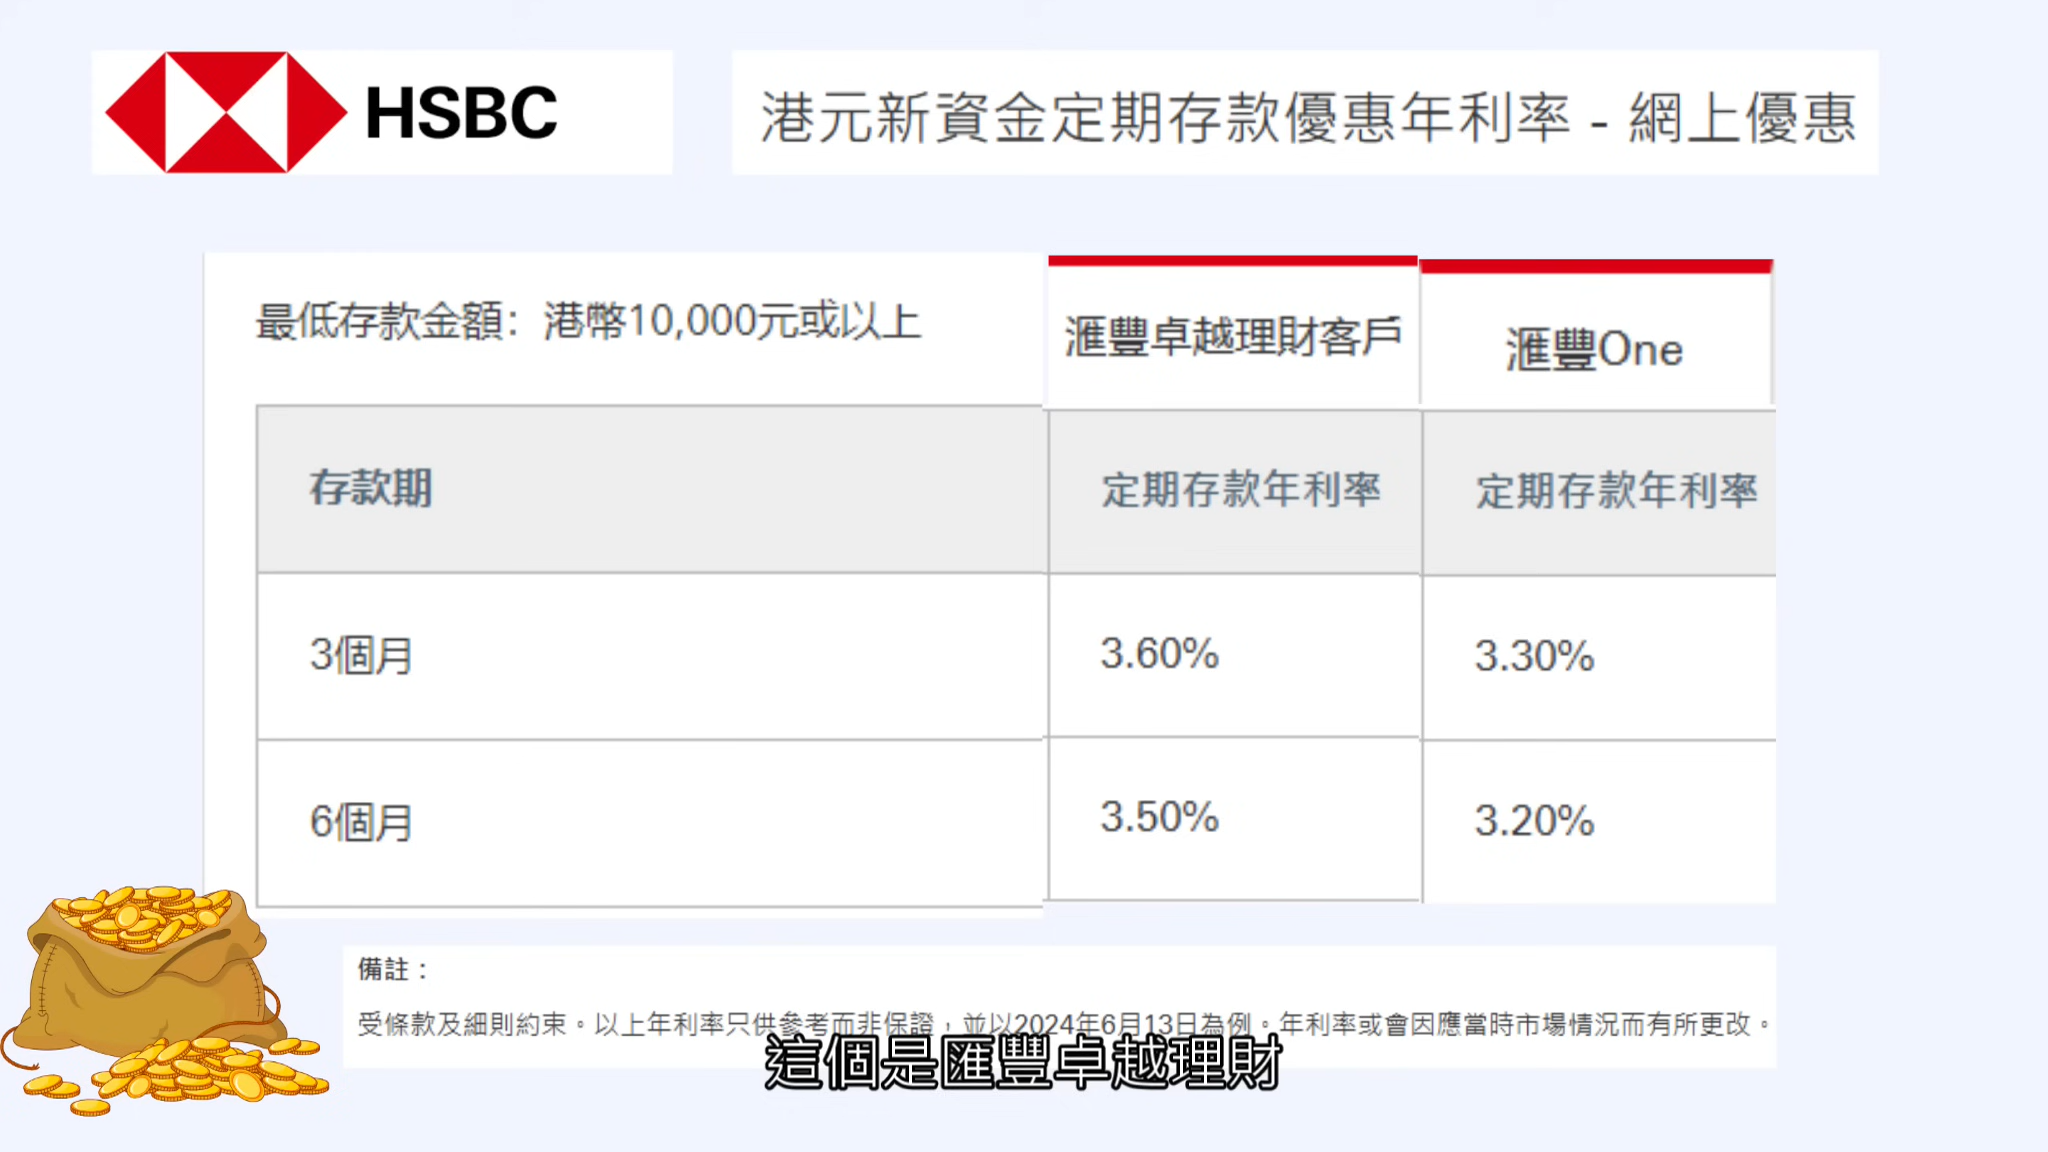 HSBC
港元新資金定期存款優惠年利率 - 網上優惠
最低存款金額：港幣10,000元或以上
滙豐卓越理財客戶
滙豐One
存款期
定期存款年利率
定期存款年利率
3個月
3.60%
3.30%
6個月
3.50%
3.20%
備註：
受條款及細則約束。以上年利率只供參考而非保證，並以2024年6月13日為例。年利率或會因應當時市場情況而有所更改。
這個是匯豐卓越理財